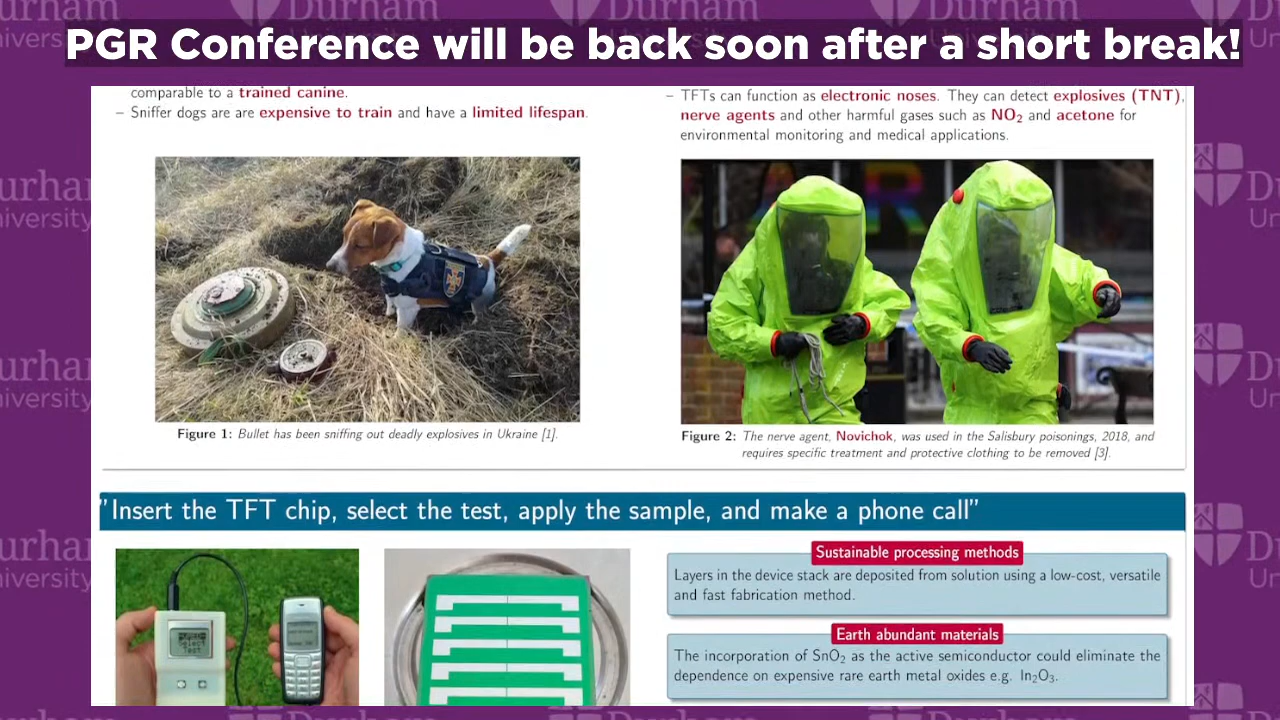 PGR Conference will be back soon after a short break!
comparable to a trained canine.
– Sniffer dogs are are expensive to train and have a limited lifespan.
Figure 1: Bullet has been sniffing out deadly explosives in Ukraine [1].
– TFTs can function as electronic noses. They can detect explosives (TNT),
nerve agents and other harmful gases such as NO₂ and acetone for
environmental monitoring and medical applications.
Figure 2: The nerve agent, Novichok, was used in the Salisbury poisonings, 2018, and
requires specific treatment and protective clothing to be removed [3].
"Insert the TFT chip, select the test, apply the sample, and make a phone call"
Select
Test
Sustainable processing methods
Layers in the device stack are deposited from solution using a low-cost, versatile
and fast fabrication method.
Earth abundant materials
The incorporation of SnO₂ as the active semiconductor could eliminate the
dependence on expensive rare earth metal oxides e.g. In₂O₃.
Durham
University